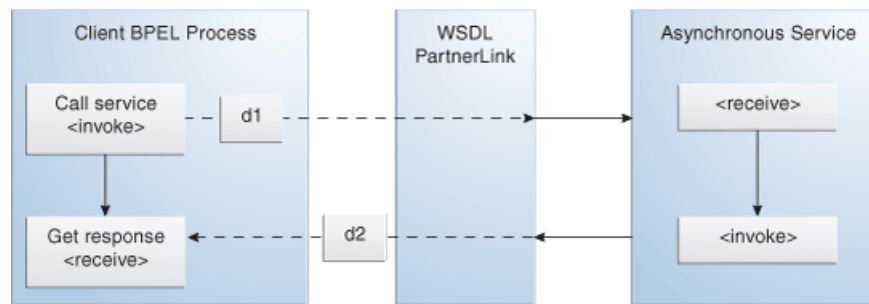 Client BPEL Process
WSDL
PartnerLink
Asynchronous Service
Call service
<invoke>
d1
<receive>
Get response
<receive>
d2
<invoke>